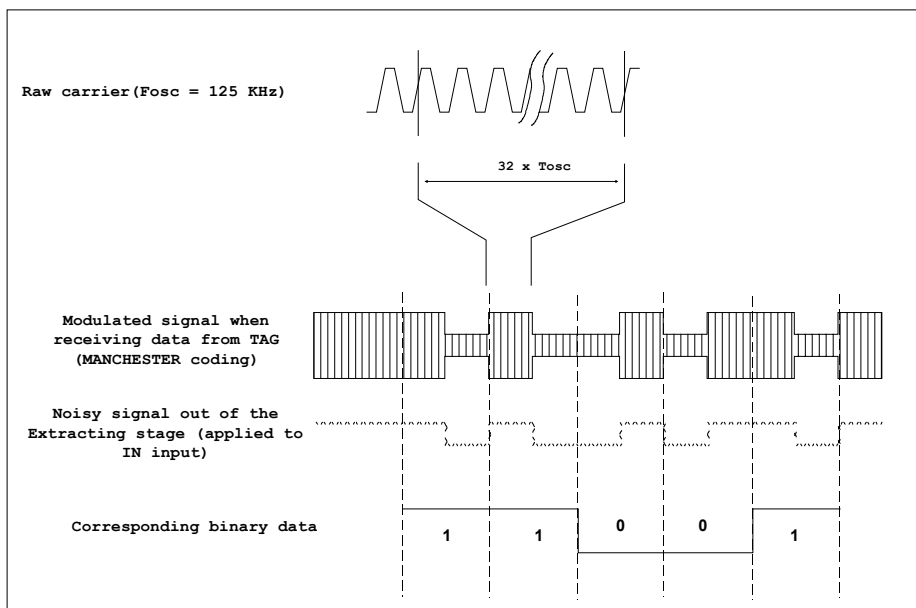 Raw carrier(Fosc = 125 KHz)
32 x Tosc
Modulated signal when
receiving data from TAG
(MANCHESTER coding)
Noisy signal out of the
Extracting stage (applied to
IN input)
Corresponding binary data
1 1 0 0 1